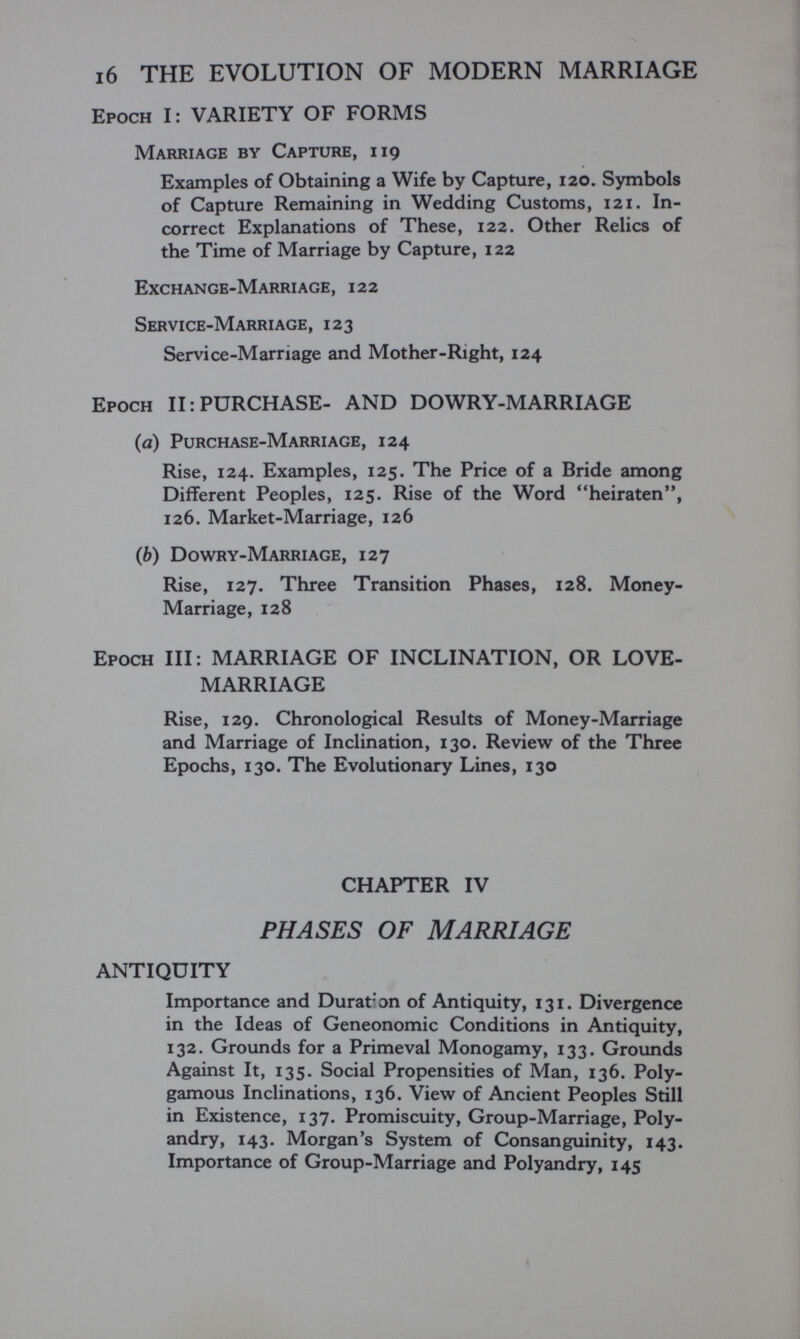 16 THE EVOLUTION OF MODERN MARRIAGE
EPOCH I: VARIETY OF FORMS
MARRIAGE BY CAPTURE, 119
Examples of Obtaining a Wife by Capture, 120. Symbols
of Capture Remaining in Wedding Customs, 121. In-
correct Explanations of These, 122. Other Relics of
the Time of Marriage by Capture, 122
EXCHANGE-MARRIAGE, 122
SERVICE-MARRIAGE, 123
Service-Marriage and Mother-Right, 124
EPOCH II: PURCHASE- AND DOWRY-MARRIAGE
(a) PURCHASE-MARRIAGE, 124
Rise, 124. Examples, 125. The Price of a Bride among
Different Peoples, 125. Rise of the Word "heiraten",
126. Market-Marriage, 126
(b) DOWRY-MARRIAGE, 127
Rise, 127. Three Transition Phases, 128. Money-
Marriage, 128
EPOCH III: MARRIAGE OF INCLINATION, OR LOVE-
MARRIAGE
Rise, 129. Chronological Results of Money-Marriage
and Marriage of Inclination, 130. Review of the Three
Epochs, 130. The Evolutionary Lines, 130
CHAPTER IV
PHASES OF MARRIAGE
ANTIQUITY
Importance and Duration of Antiquity, 131. Divergence
in the Ideas of Geneonomic Conditions in Antiquity,
132. Grounds for a Primeval Monogamy, 133. Grounds
Against It, 135. Social Propensities of Man, 136. Poly-
gamous Inclinations, 136. View of Ancient Peoples Still
in Existence, 137. Promiscuity, Group-Marriage, Poly-
andry, 143. Morgan's System of Consanguinity, 143.
Importance of Group-Marriage and Polyandry, 145